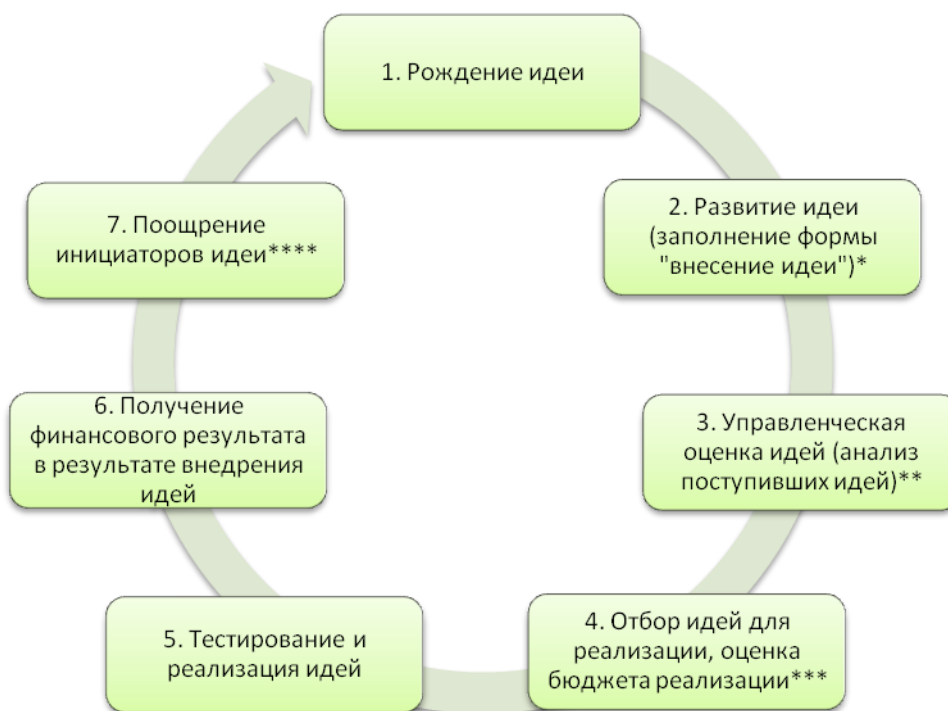 1. Рождение идеи
2. Развитие идеи
(заполнение формы
"внесение идеи")*
3. Управленческая
оценка идей (анализ
поступивших идей)**
4. Отбор идей для
реализации, оценка
бюджета реализации***
5. Тестирование и
реализация идей
6. Получение
финансового результата
в результате внедрения
идей
7. Поощрение
инициаторов идеи****